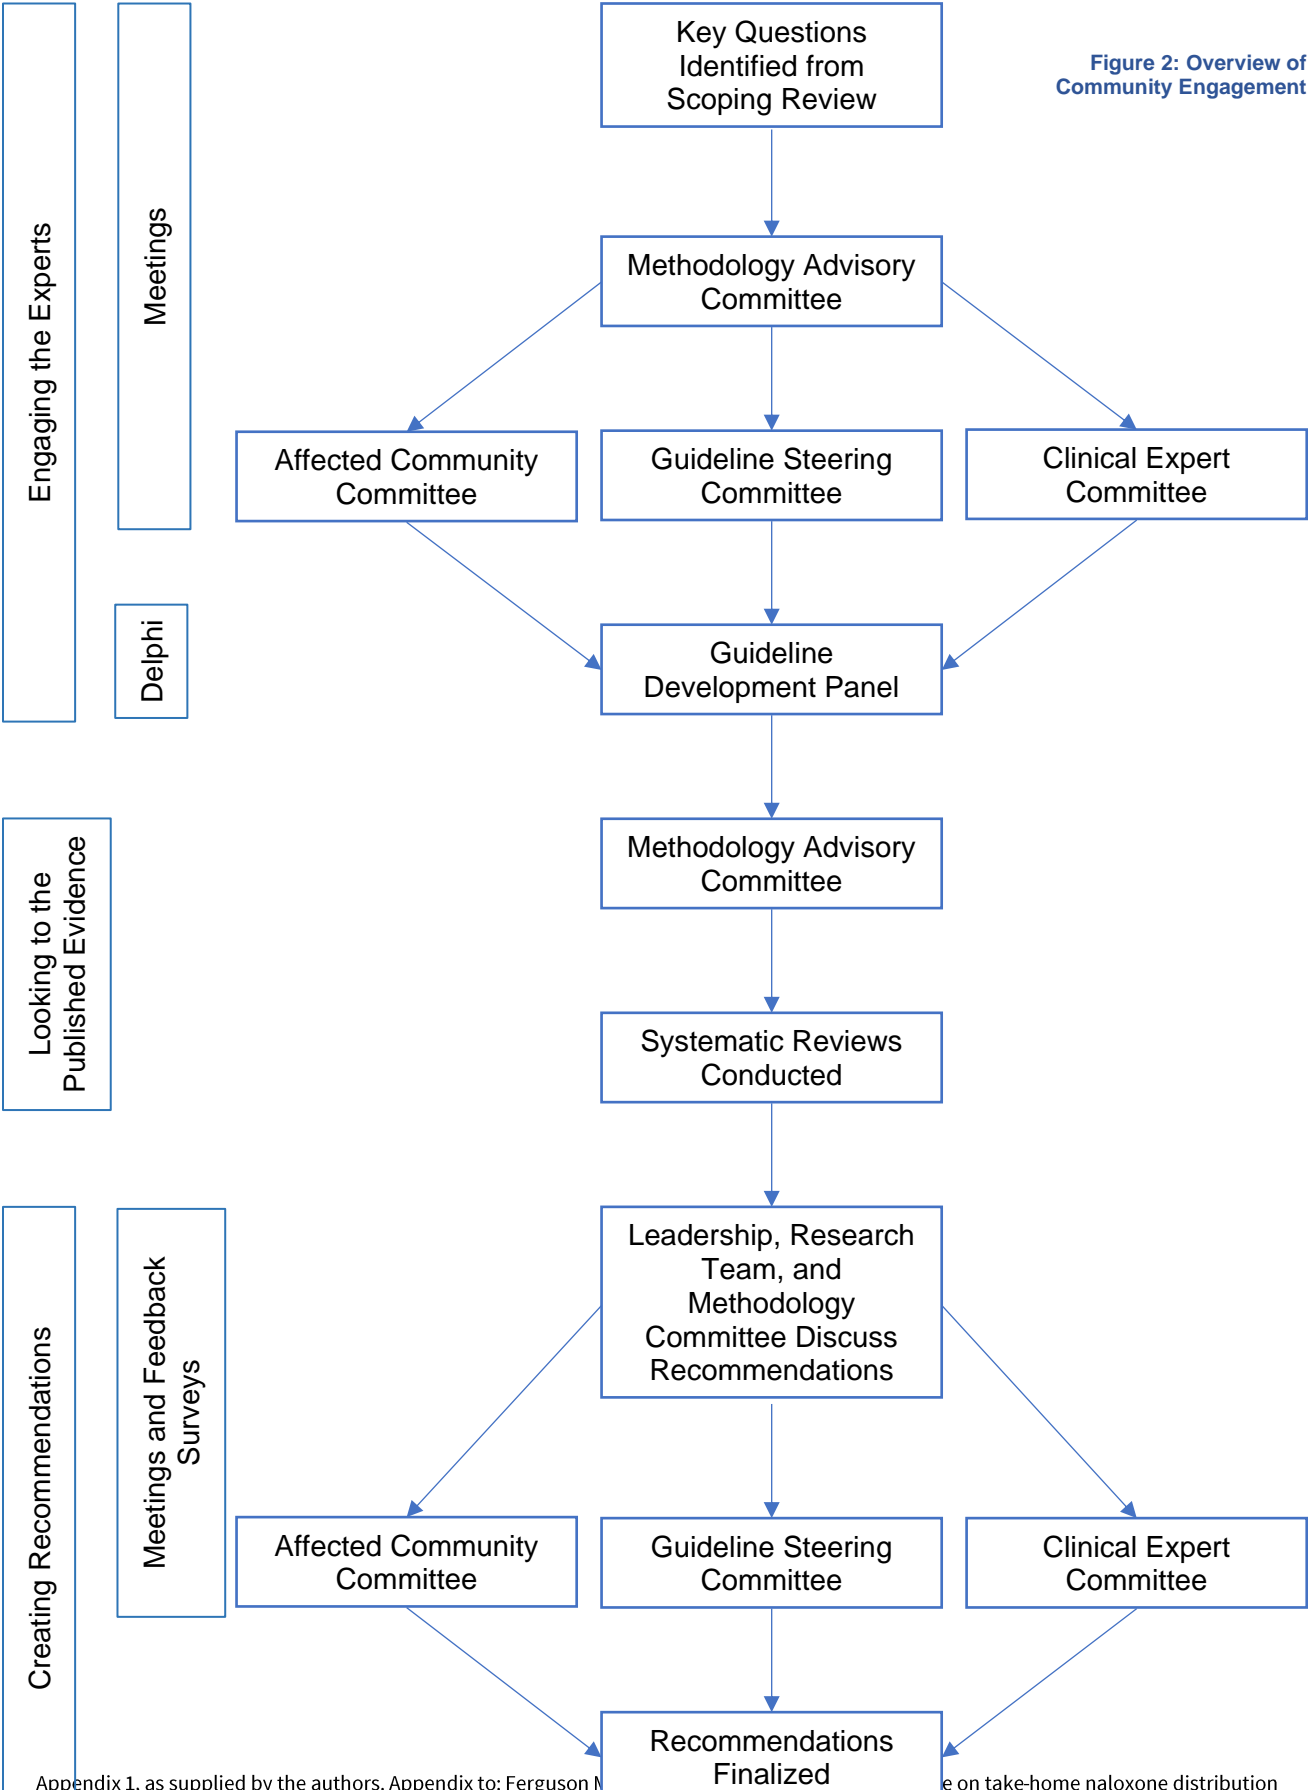 Key Questions
Identified from
Scoping Review
Figure 2: Overview of
Community Engagement
Engaging the Experts
Meetings
Methodology Advisory
Committee
Affected Community
Committee
Guideline Steering
Committee
Clinical Expert
Committee
Delphi
Guideline
Development Panel
Looking to the
Published Evidence
Methodology Advisory
Committee
Systematic Reviews
Conducted
Creating Recommendations
Meetings and Feedback
Surveys
Leadership, Research
Team, and
Methodology
Committee Discuss
Recommendations
Affected Community
Committee
Guideline Steering
Committee
Clinical Expert
Committee
Recommendations
Finalized
Appendix 1, as supplied by the authors. Appendix to: Ferguson on take-home naloxone distribution